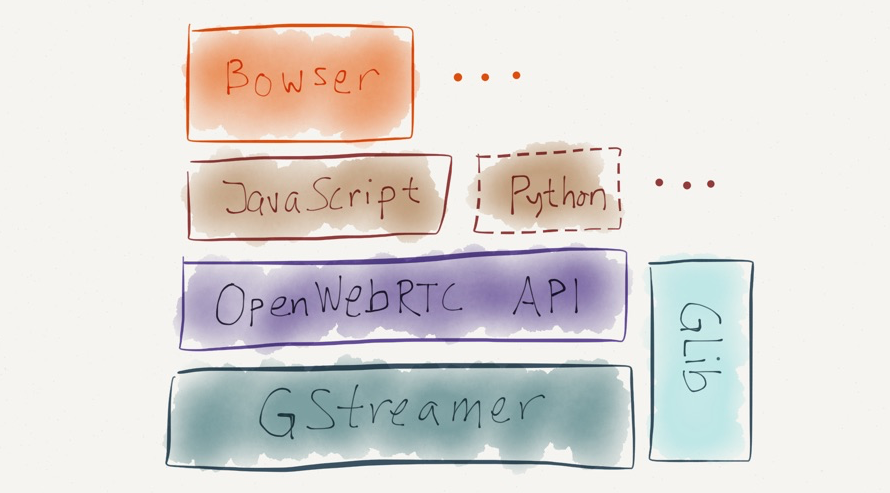 Bowser
JavaScript
Python
OpenWebRTC API
GLib
GStreamer